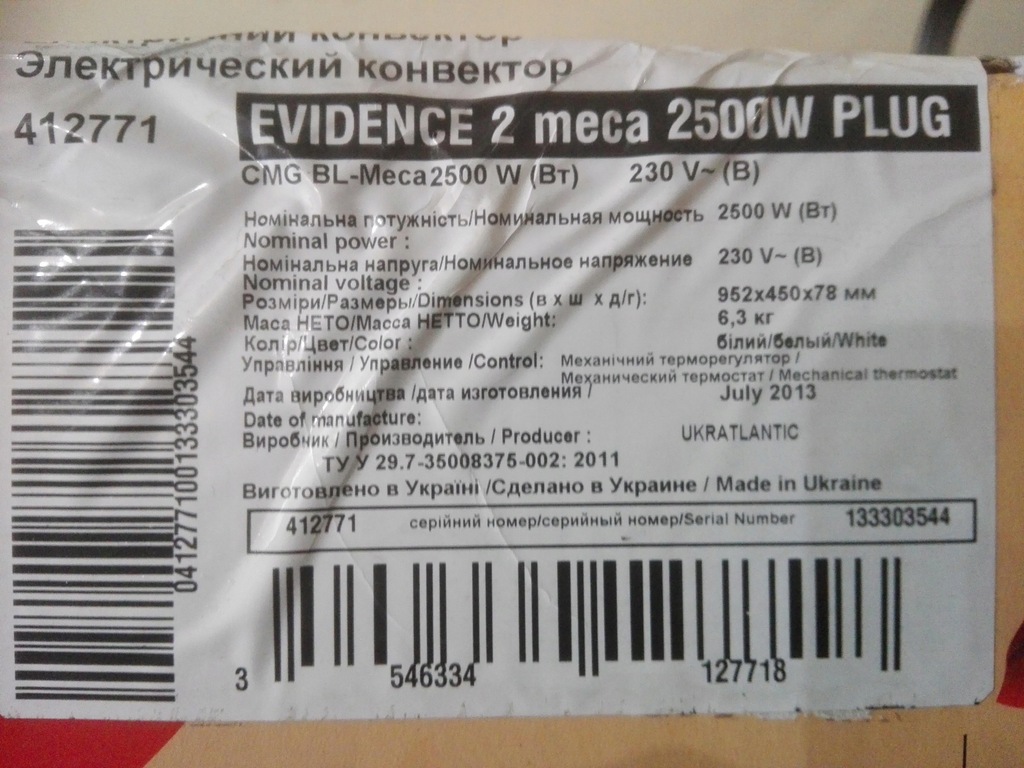 конвектор
Электрический конвектор
412771
EVIDENCE 2 meca 2500W PLUG
CMG BL-Meca2500 W (Вт) 230 V~ (В)
Номінальна потужність/Номинальная мощность 2500 W (Вт)
Nominal power :
Номінальна напруга/Номинальное напряжение 230 V~ (В)
Nominal voltage :
Розміри/Размеры/Dimensions (в х ш х д/г): 952х450х78 мм
Маса НЕТО/Масса НЕТТО/Weight: 6,3 кг
Колір/Цвет/Color : білий/белый/White
Управління / Управление /Control: Механічний терморегулятор /
Механический термостат / Mechanical thermostat
Дата виробництва /дата изготовления / July 2013
Date of manufacture:
Виробник / Производитель / Producer : UKRATLANTIC
ТУ У 29.7-35008375-002: 2011
Виготовлено в Україні /Сделано в Украине / Made in Ukraine
412771 серійний номер/серийный номер/Serial Number 133303544
041277100133303544
3 546334 127718